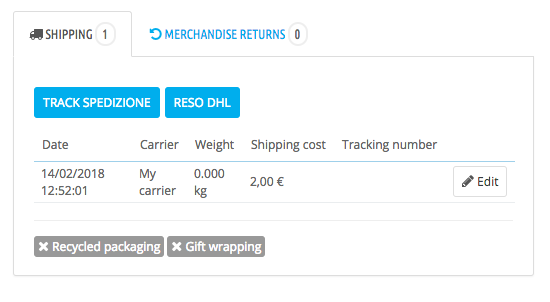 SHIPPING 1 MERCHANDISE RETURNS 0
TRACK SPEDIZIONE RESO DHL
Date Carrier Weight Shipping cost Tracking number
14/02/2018 12:52:01 My carrier 0.000 kg 2,00 € Edit
Recycled packaging Gift wrapping